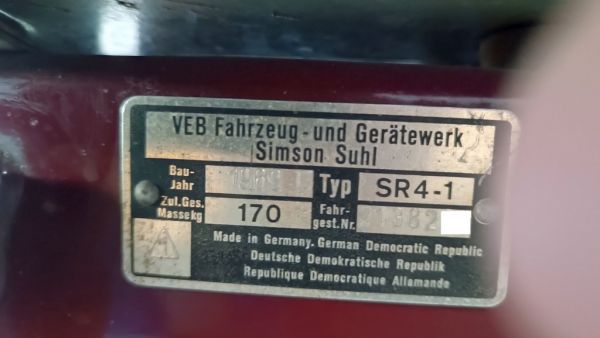 VEB Fahrzeug-und Gerätewerk
Simson Suhl
Bau-
Jahr
Typ SR4-1
Zul.Ges.
Massekg 170
Fahr-
gest.Nr.
Made in Germany. German Democratic Republic
Deutsche Demokratische Republik
Republique Democratique Allemande